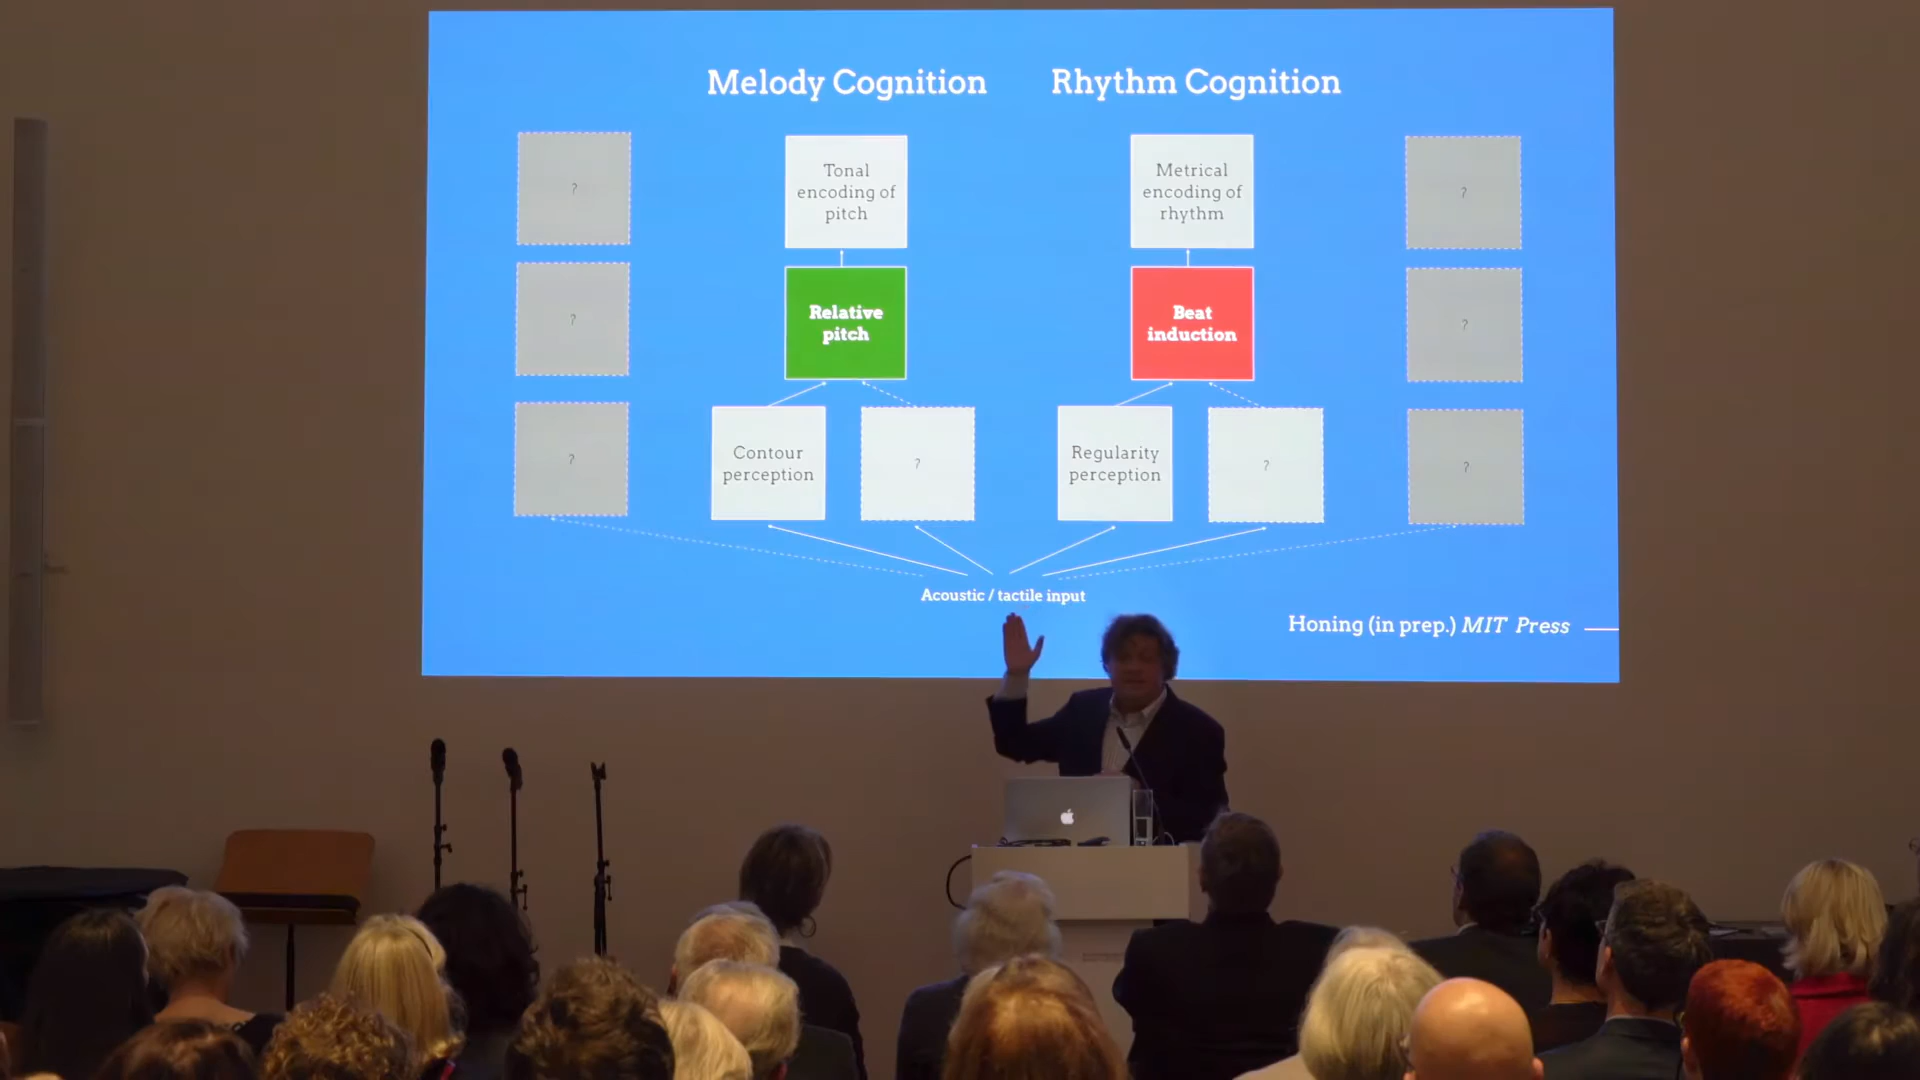 Melody Cognition
Rhythm Cognition
?
Tonal
encoding of
pitch
Metrical
encoding of
rhythm
?
?
Relative
pitch
Beat
induction
?
?
Contour
perception
?
Regularity
perception
?
?
Acoustic / tactile input
Honing (in prep.) MIT Press